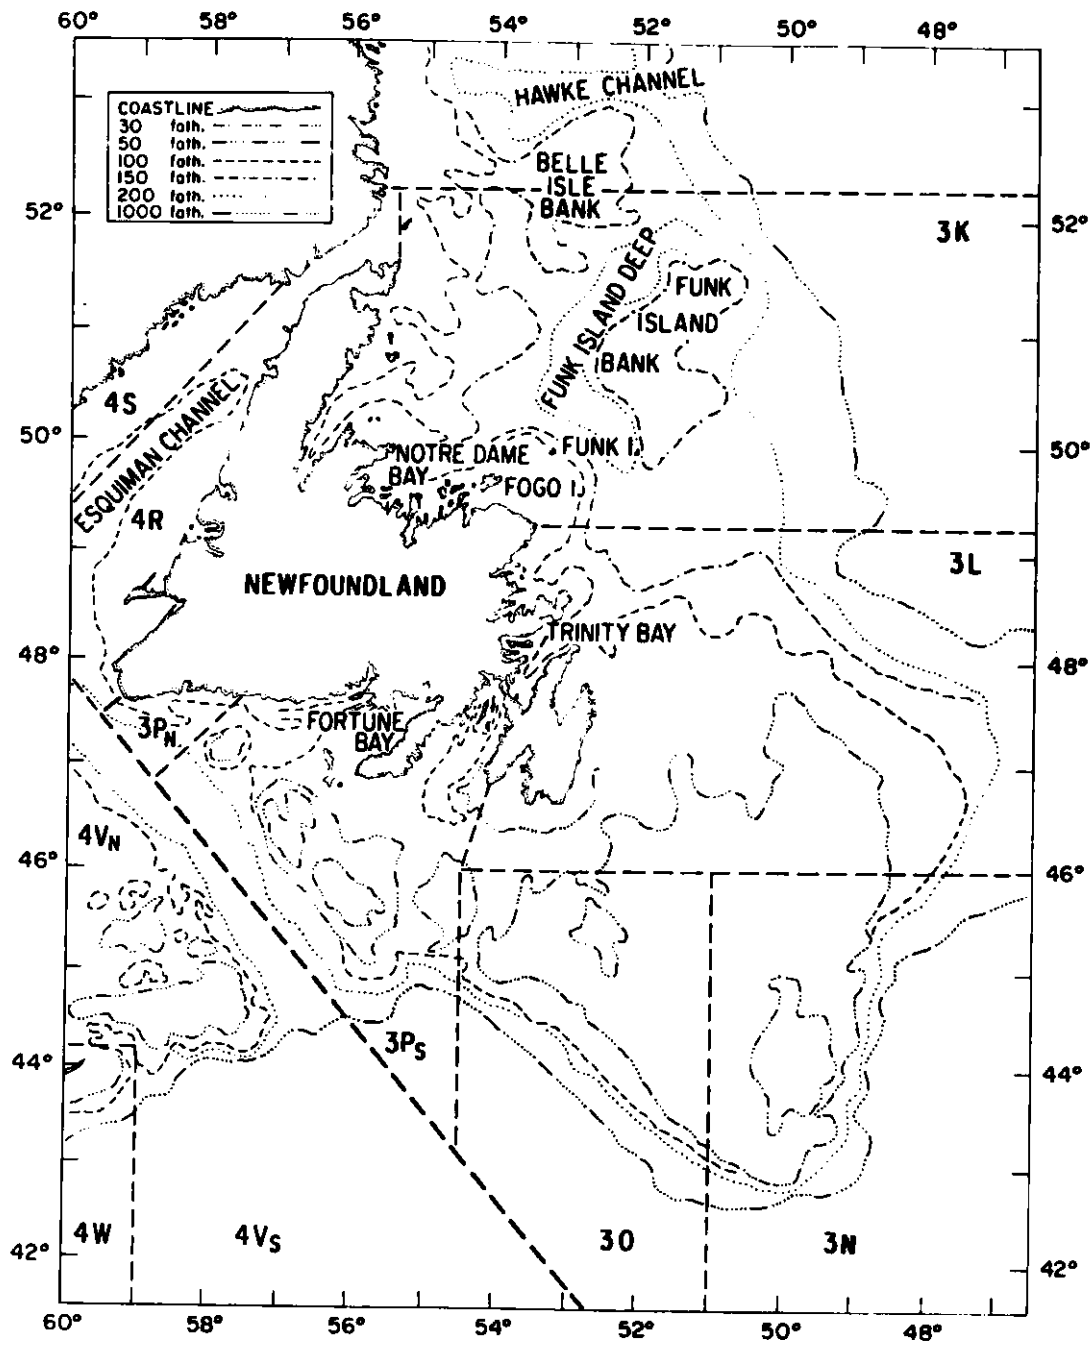 60° 58° 56° 54° 52° 50° 48°
HAWKE CHANNEL
COASTLINE
30 fath.
50 fath.
100 fath.
150 fath.
200 fath.
1000 fath.
BELLE
ISLE
BANK
52° 52°
3K
FUNK ISLAND DEEP
FUNK
ISLAND
BANK
4S
ESQUIMAN CHANNEL
50° 50°
NOTRE DAME
BAY
FUNK I.
FOGO I.
4R
3L
NEWFOUNDLAND
TRINITY BAY
48° 48°
3PN
FORTUNE
BAY
4VN
46° 46°
3PS
44° 44°
4W
4VS
3O
3N
42° 42°
60° 58° 56° 54° 52° 50° 48°